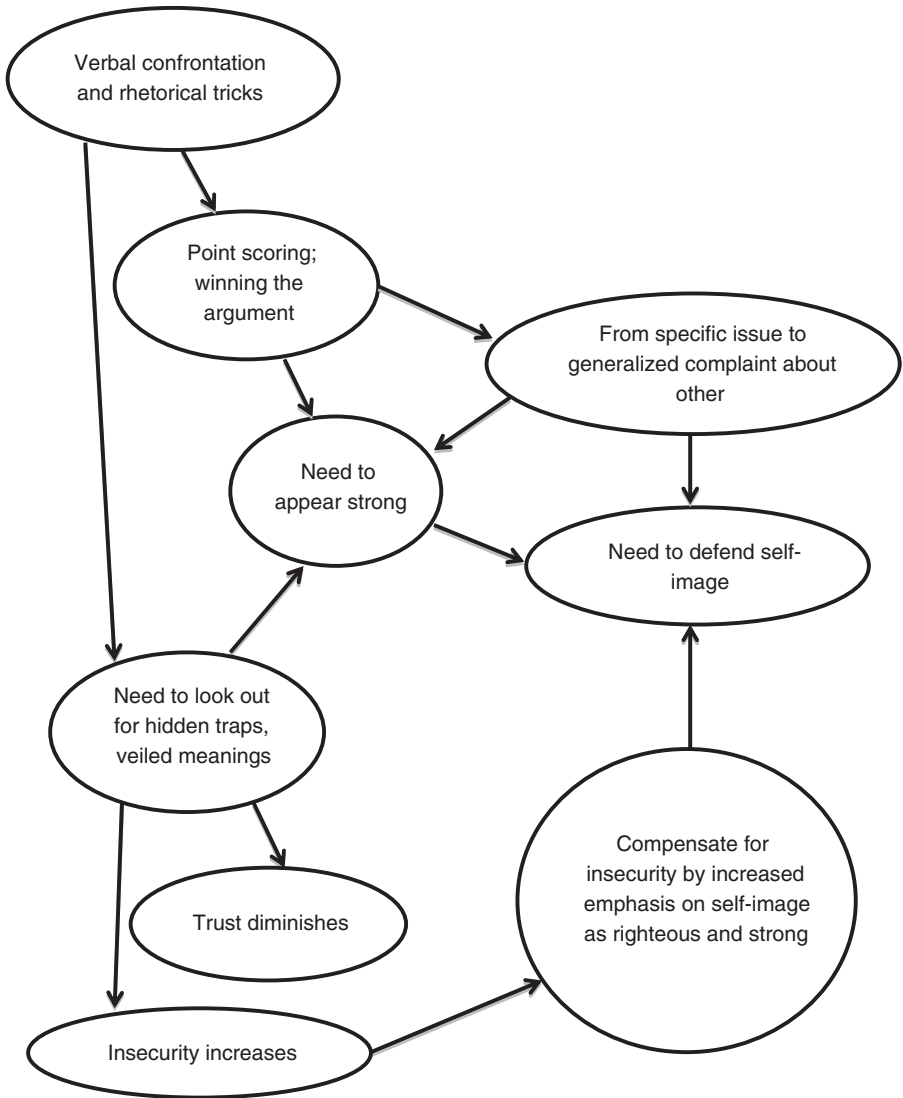 Verbal confrontation
and rhetorical tricks
Point scoring;
winning the
argument
From specific issue to
generalized complaint about
other
Need to
appear strong
Need to defend self-
image
Need to look out
for hidden traps,
veiled meanings
Compensate for
insecurity by increased
emphasis on self-image
as righteous and strong
Trust diminishes
Insecurity increases